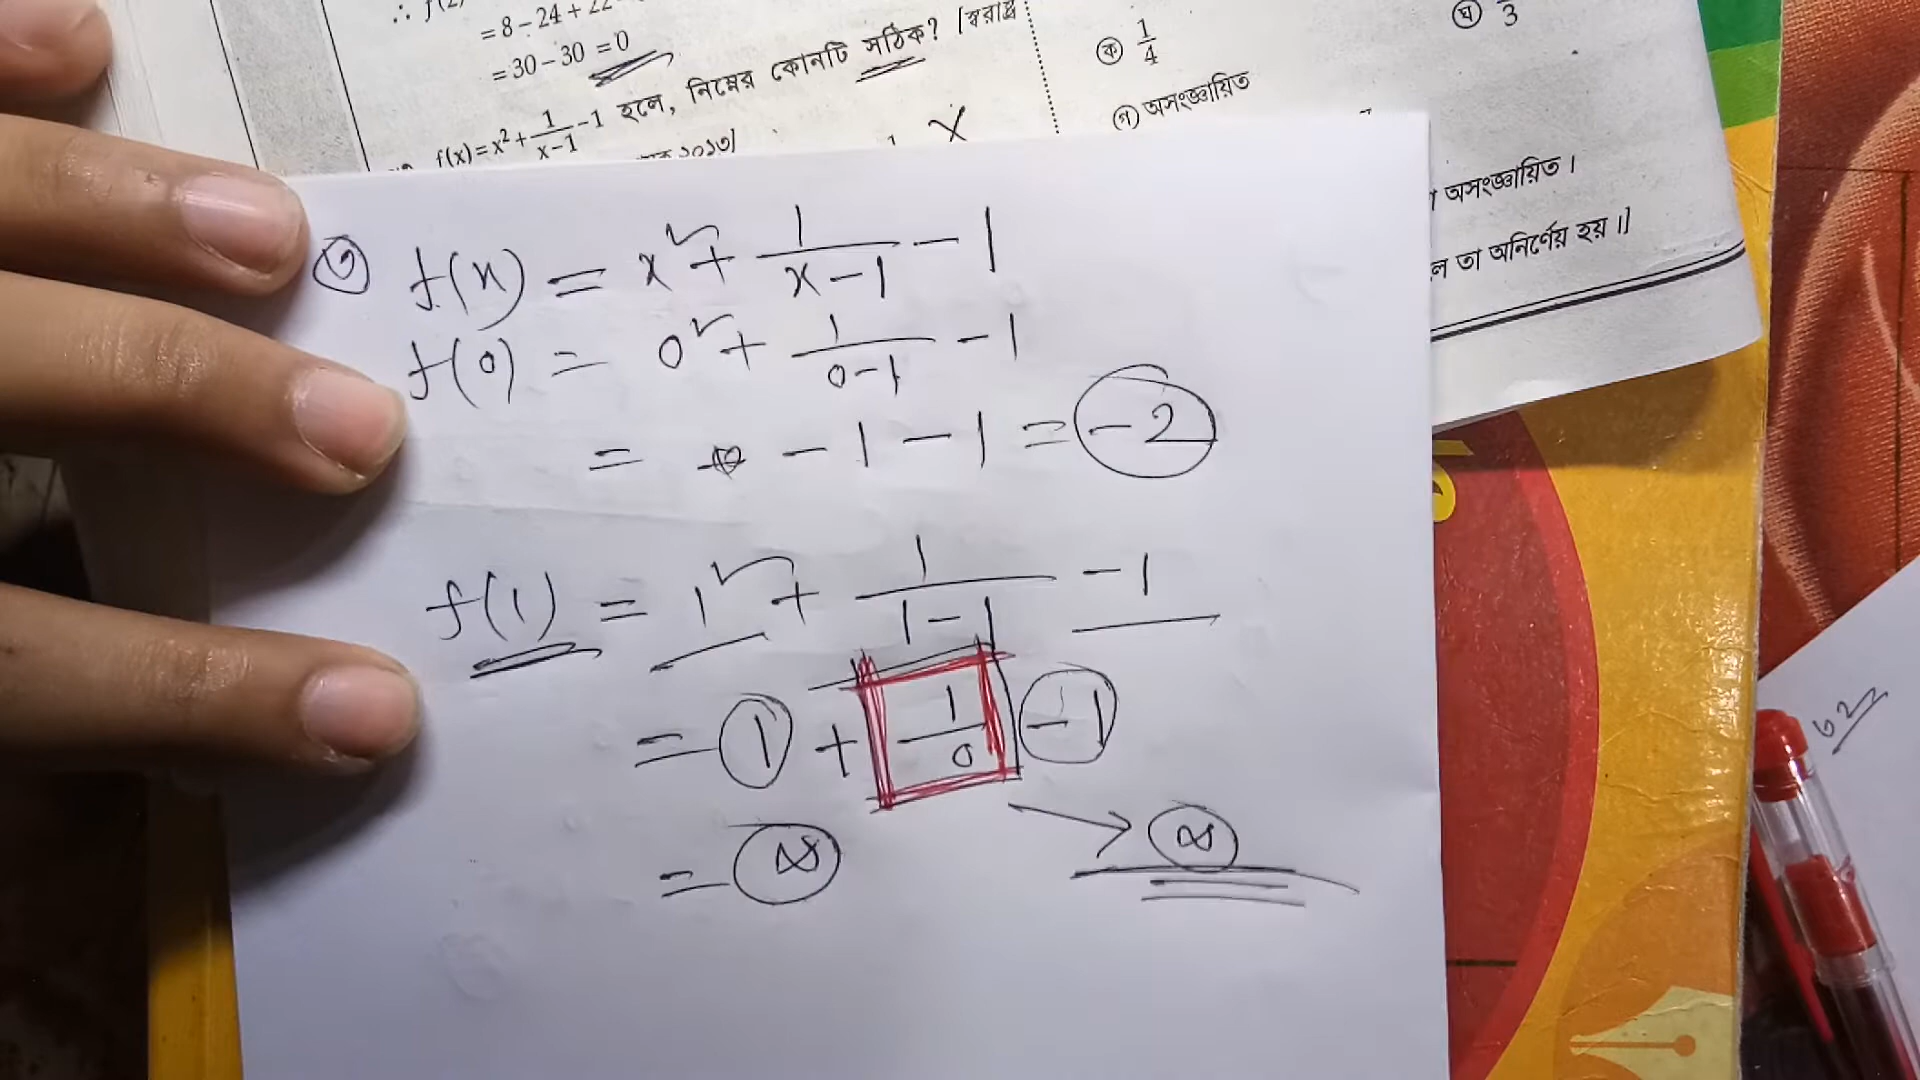 = 8 - 24 + 22
= 30 - 30 = 0
f(x) = x² + 1/(x-1) - 1 হলে, নিম্নের কোনটি সঠিক?
ক 1/4
ঘ
3
গ অসংজ্ঞায়িত
অসংজ্ঞায়িত।
তা অনির্ণেয় হয়।]
৩ f(x) = x² + 1/(x-1) - 1
f(0) = 0² + 1/(0-1) - 1
= -1 - 1 = -2
f(1) = 1² + 1/(1-1) - 1
= 1 + 1/0 - 1
→ ∞
= ∞